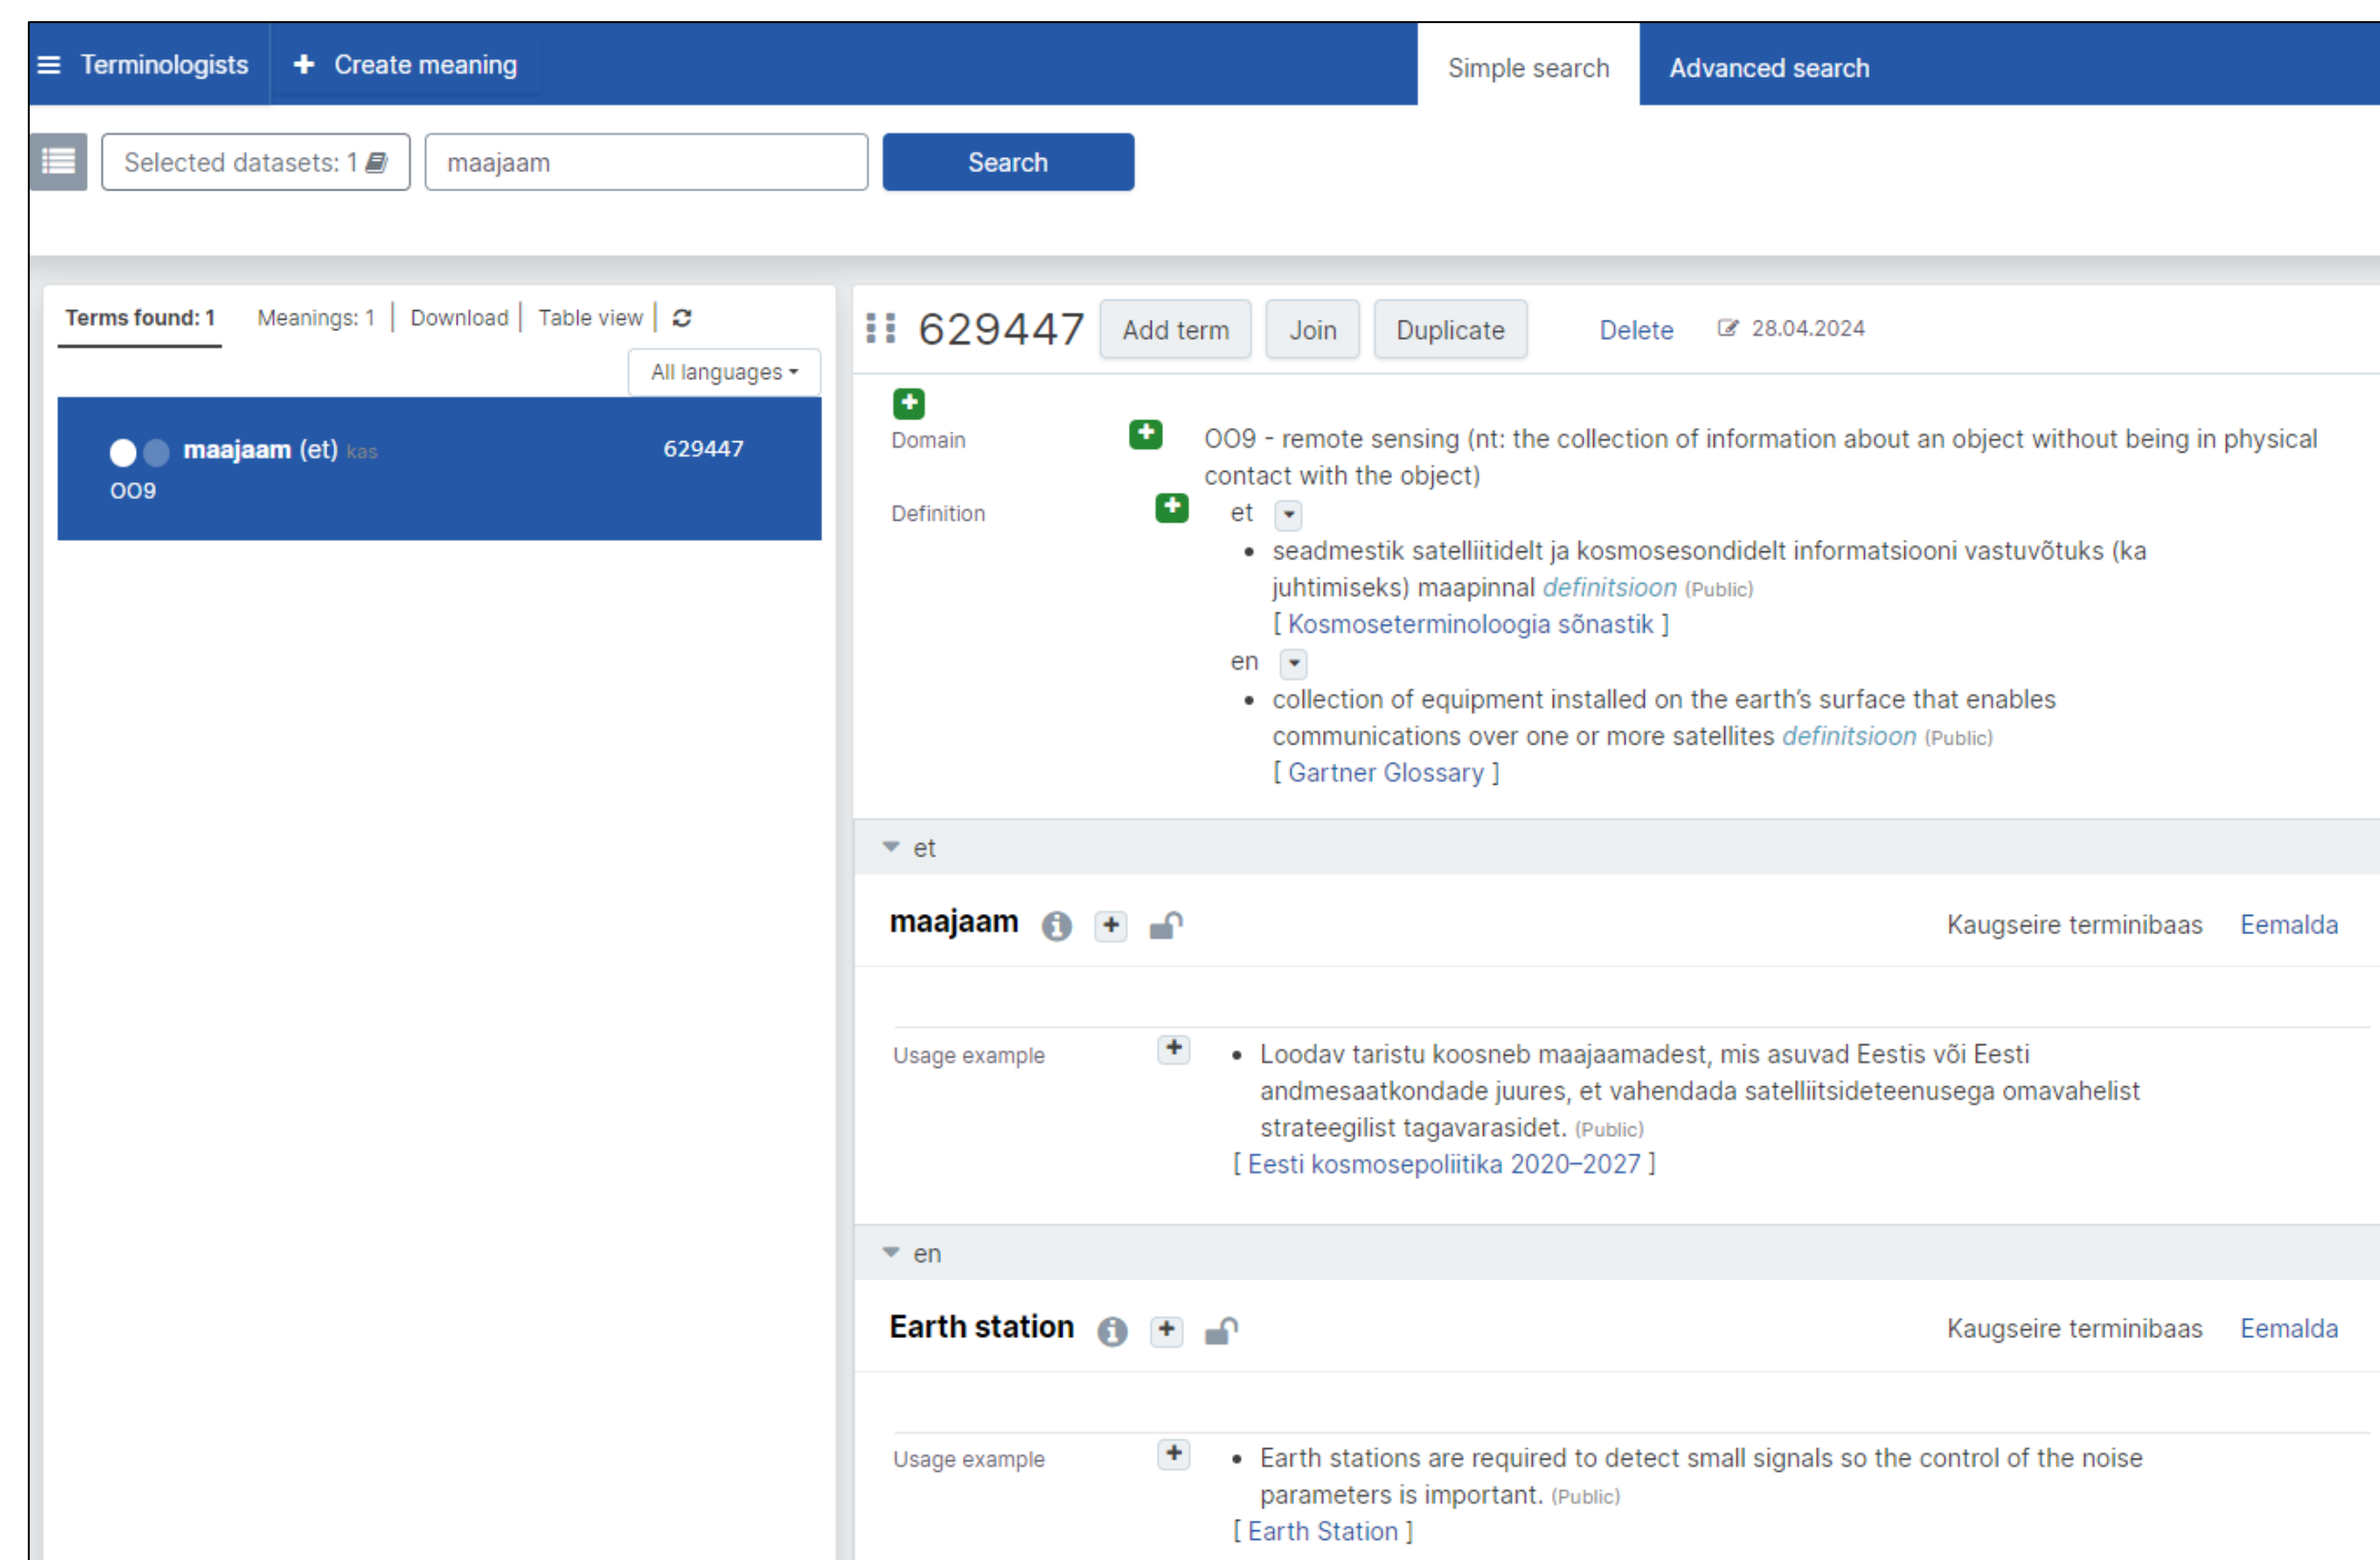 Terminologists + Create meaning Simple search Advanced search
Selected datasets: 1 maajaam Search
Terms found: 1 Meanings: 1 | Download | Table view |
All languages
maajaam (et) kas 629447
OO9
629447 Add term Join Duplicate Delete 28.04.2024
Domain
OO9 - remote sensing (nt: the collection of information about an object without being in physical
contact with the object)
Definition
et
• seadmestik satelliitidelt ja kosmosesondidelt informatsiooni vastuvõtuks (ka
juhtimiseks) maapinnal definitsioon (Public)
[ Kosmoseterminoloogia sõnastik ]
en
• collection of equipment installed on the earth’s surface that enables
communications over one or more satellites definitsioon (Public)
[ Gartner Glossary ]
et
maajaam Kaugseire terminibaas Eemalda
Usage example
• Loodav taristu koosneb maajaamadest, mis asuvad Eestis või Eesti
andmesaatkondade juures, et vahendada satelliitsideteenusega omavahelist
strateegilist tagavarasidet. (Public)
[ Eesti kosmosepoliitika 2020–2027 ]
en
Earth station Kaugseire terminibaas Eemalda
Usage example
• Earth stations are required to detect small signals so the control of the noise
parameters is important. (Public)
[ Earth Station ]